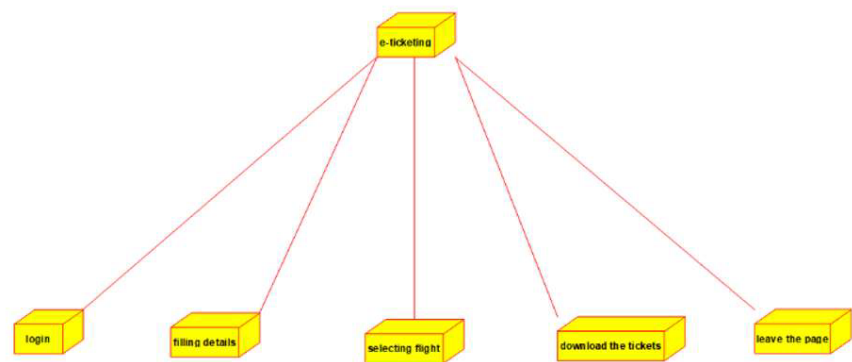 e-ticketing
login
filling details
selecting flight
download the tickets
leave the page